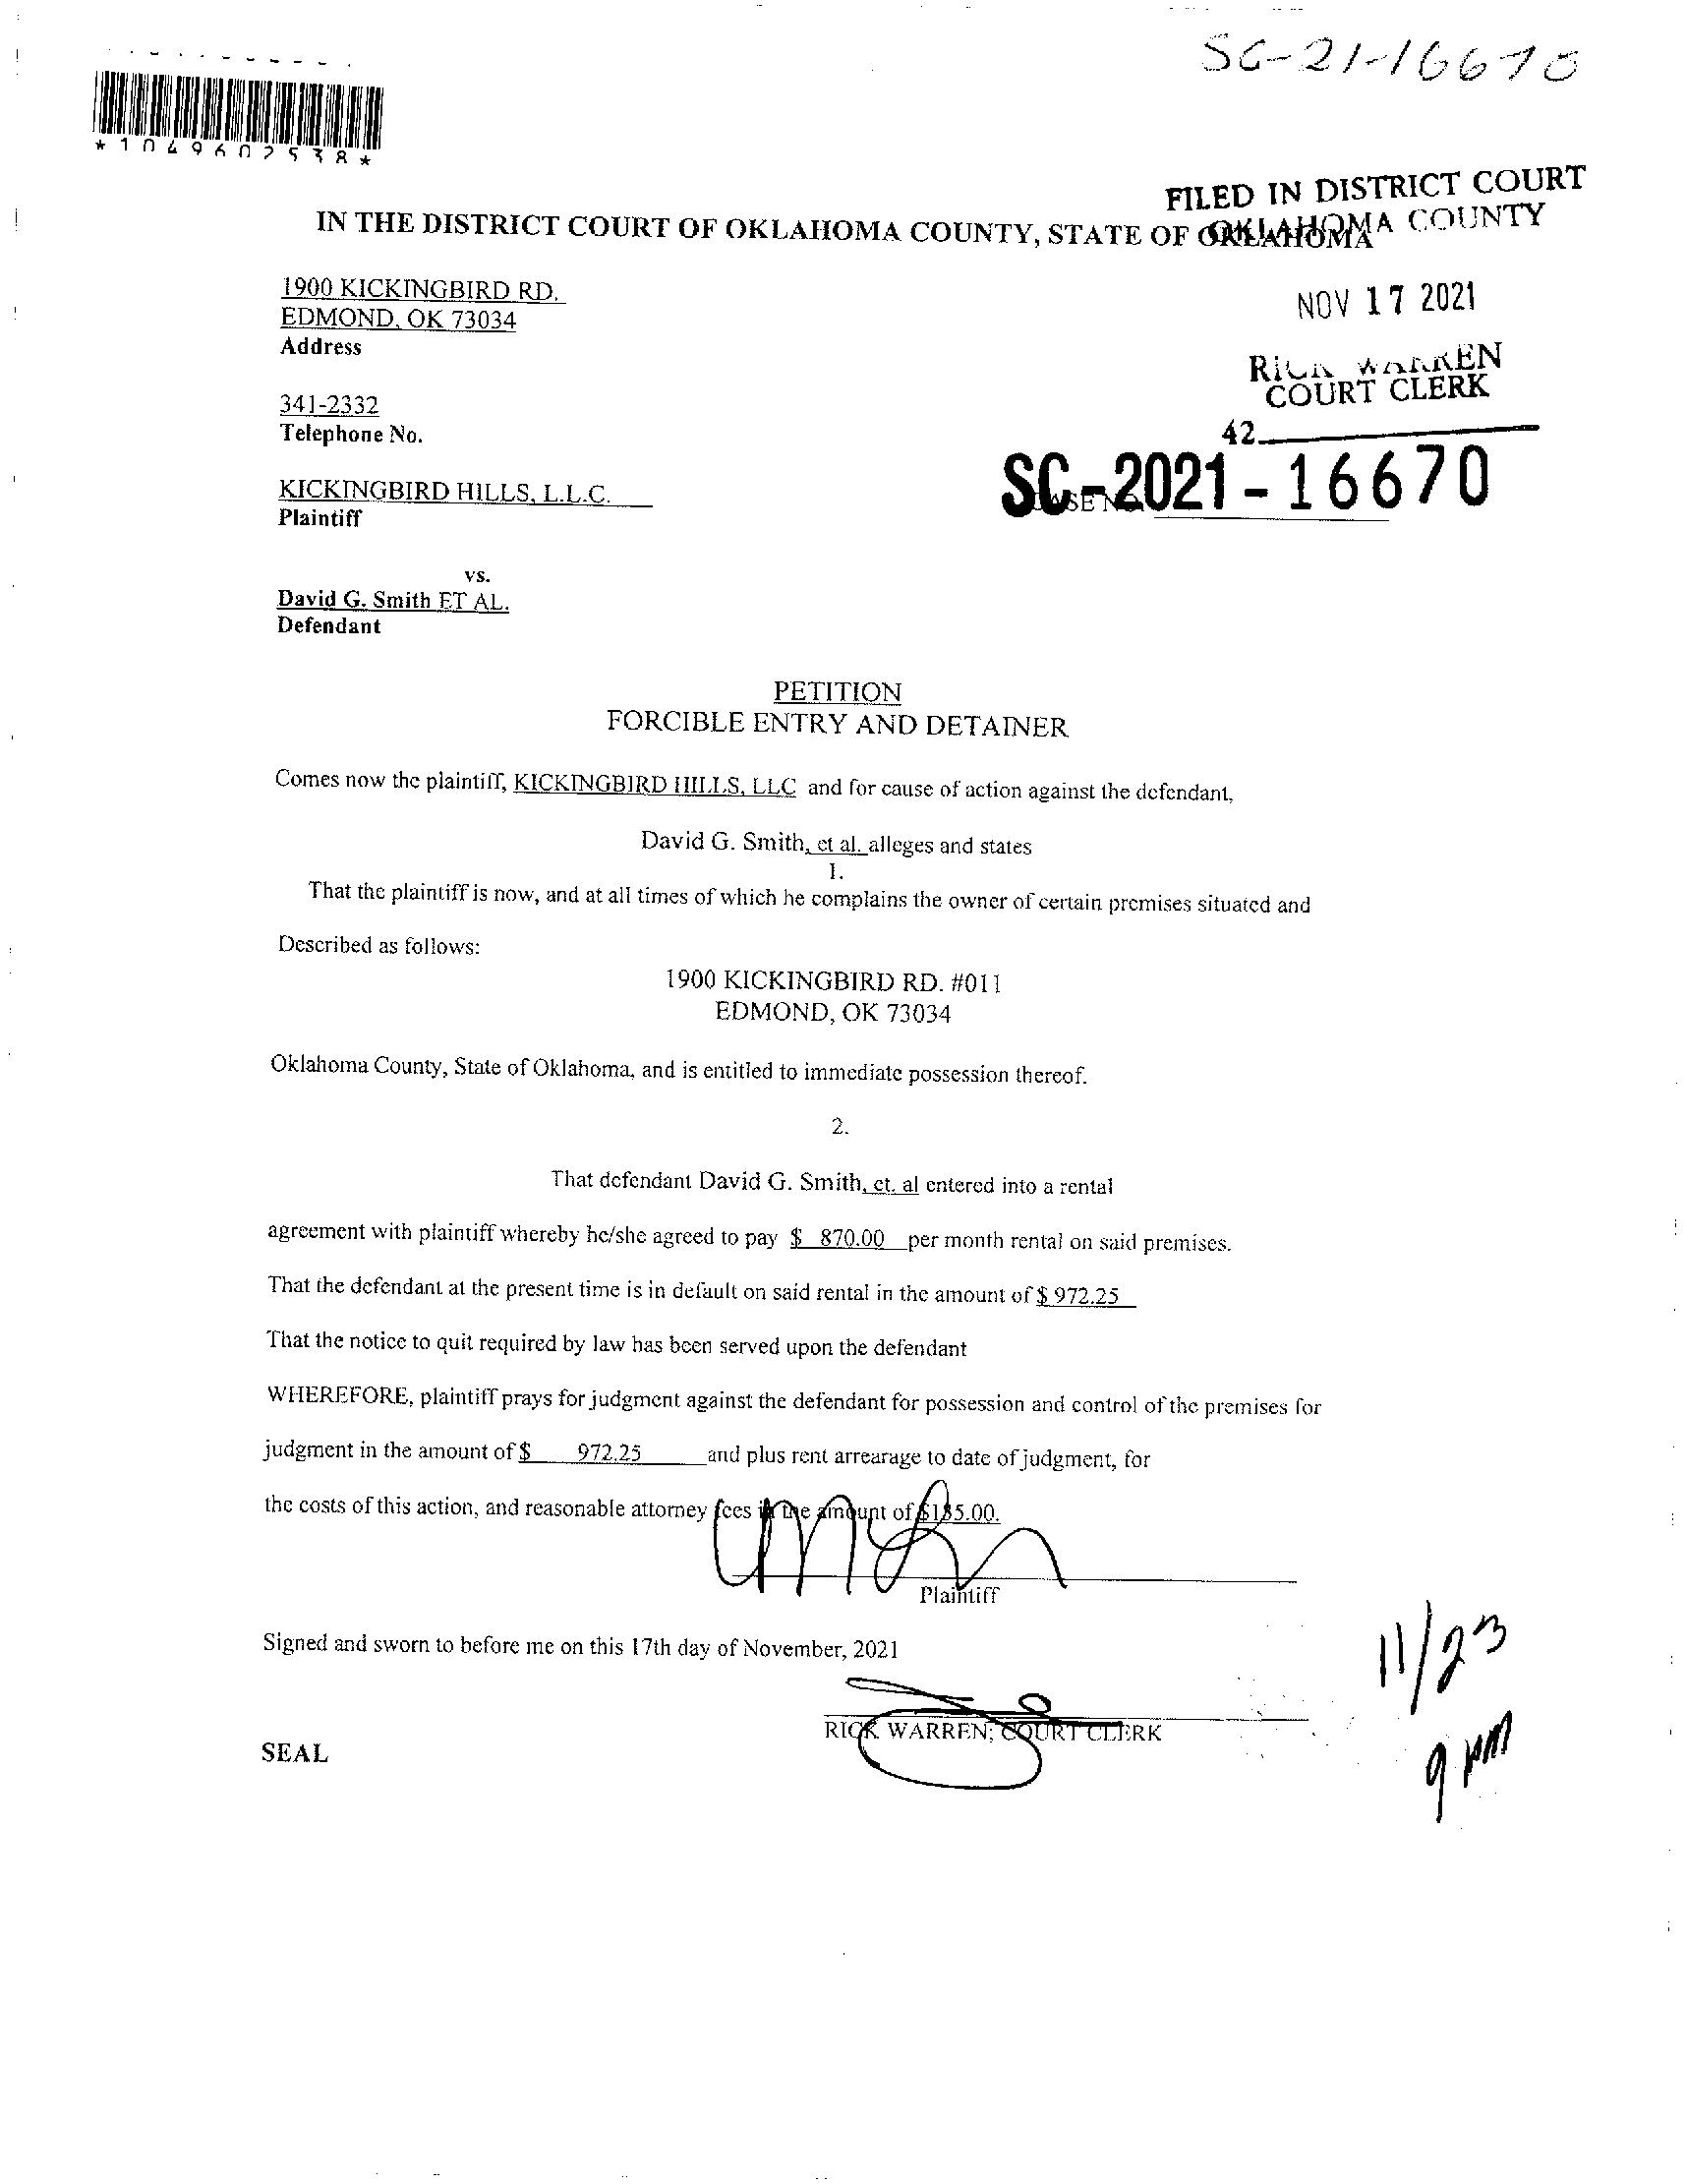 SC-21-16670
*1049602538*
FILED IN DISTRICT COURT
OKLAHOMA COUNTY
IN THE DISTRICT COURT OF OKLAHOMA COUNTY, STATE OF OKLAHOMA
1900 KICKINGBIRD RD.
EDMOND, OK 73034
Address
NOV 17 2021
RICK WARREN
COURT CLERK
341-2332
Telephone No.
42
KICKINGBIRD HILLS, L.L.C.
Plaintiff
SC-2021-16670
CASE NO.
vs.
David G. Smith ET AL.
Defendant
PETITION
FORCIBLE ENTRY AND DETAINER
Comes now the plaintiff, KICKINGBIRD HILLS, LLC and for cause of action against the defendant,
David G. Smith, et al. alleges and states
1.
That the plaintiff is now, and at all times of which he complains the owner of certain premises situated and
Described as follows:
1900 KICKINGBIRD RD. #011
EDMOND, OK 73034
Oklahoma County, State of Oklahoma, and is entitled to immediate possession thereof.
2.
That defendant David G. Smith, et. al entered into a rental
agreement with plaintiff whereby he/she agreed to pay $ 870.00 per month rental on said premises.
That the defendant at the present time is in default on said rental in the amount of $ 972.25
That the notice to quit required by law has been served upon the defendant
WHEREFORE, plaintiff prays for judgment against the defendant for possession and control of the premises for
judgment in the amount of $ 972.25 and plus rent arrearage to date of judgment, for
the costs of this action, and reasonable attorney fees in the amount of $185.00.
Plaintiff
Signed and sworn to before me on this 17th day of November, 2021
11/23
RICK WARREN, COURT CLERK
SEAL
9 AM